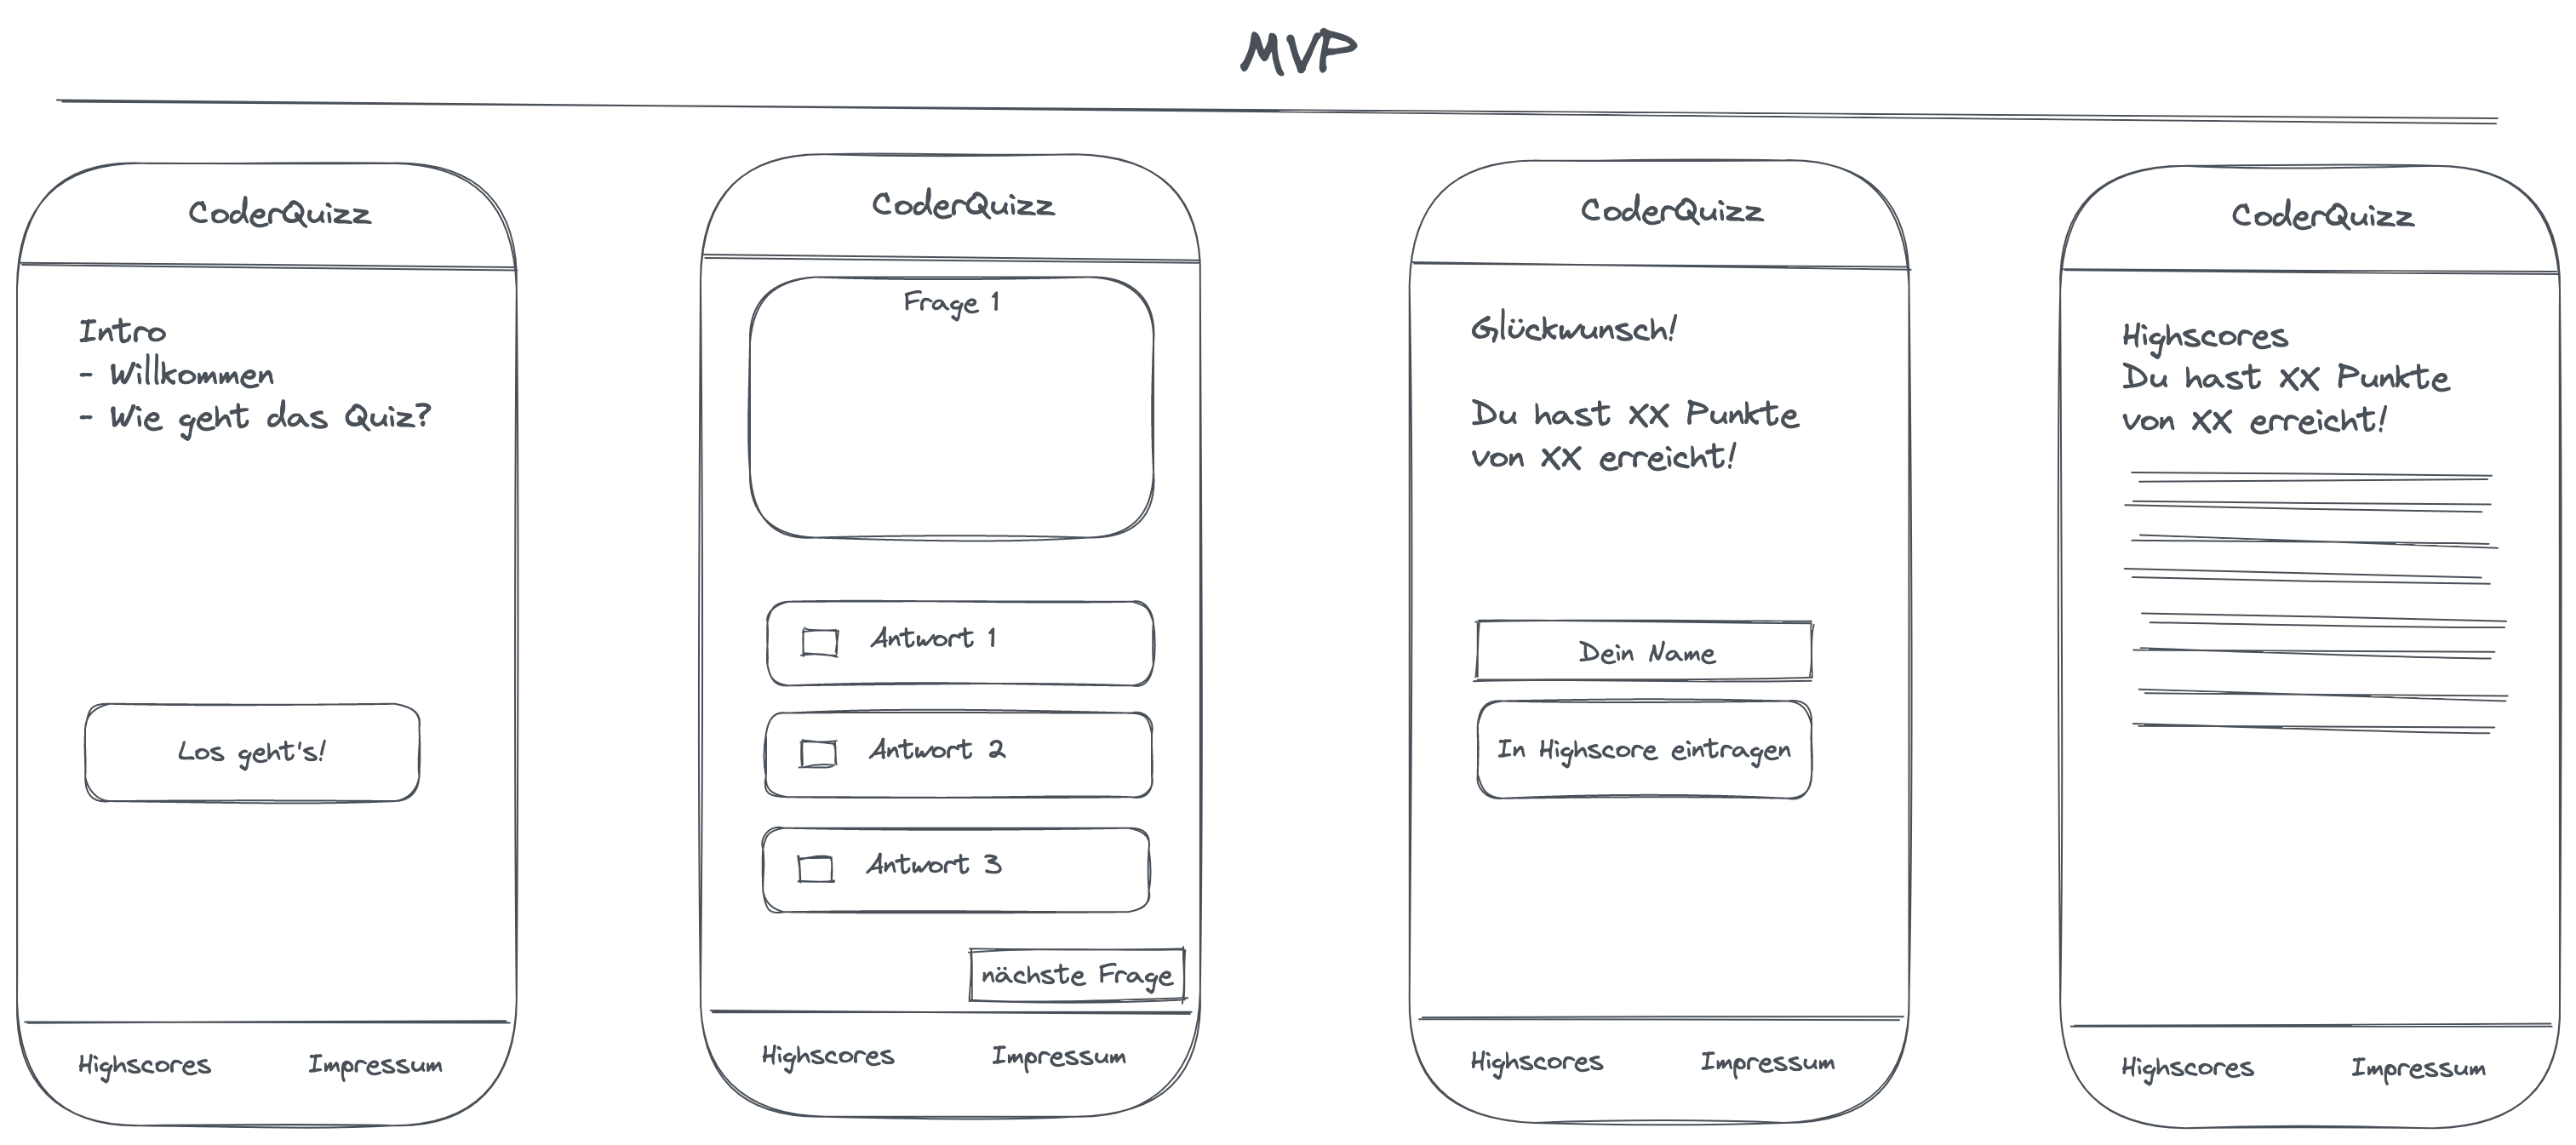 MVP
CoderQuizz
Intro
- Willkommen
- Wie geht das Quiz?
Los geht's!
Highscores
Impressum
CoderQuizz
Frage 1
Antwort 1
Antwort 2
Antwort 3
nächste Frage
Highscores
Impressum
CoderQuizz
Glückwunsch!
Du hast XX Punkte
von XX erreicht!
Dein Name
In Highscore eintragen
Highscores
Impressum
CoderQuizz
Highscores
Du hast XX Punkte
von XX erreicht!
Highscores
Impressum